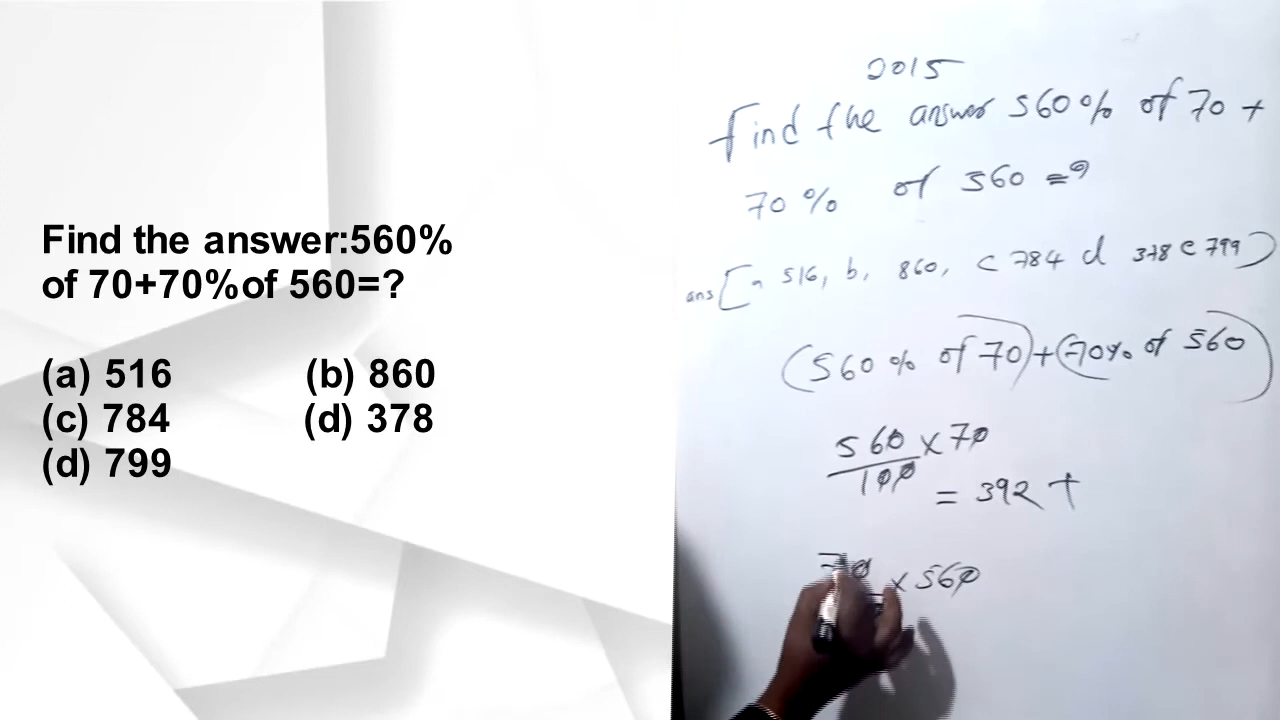 Find the answer:560%
of 70+70%of 560=?
(a) 516 (b) 860
(c) 784 (d) 378
(d) 799
2015
find the answer 560% of 70 +
70 % of 560 =?
ans [a 516, b, 860, c 784 d 378 e 799)
(560 % of 70)+(70% of 560)
560 x 70
100
= 392 +
70 x 560